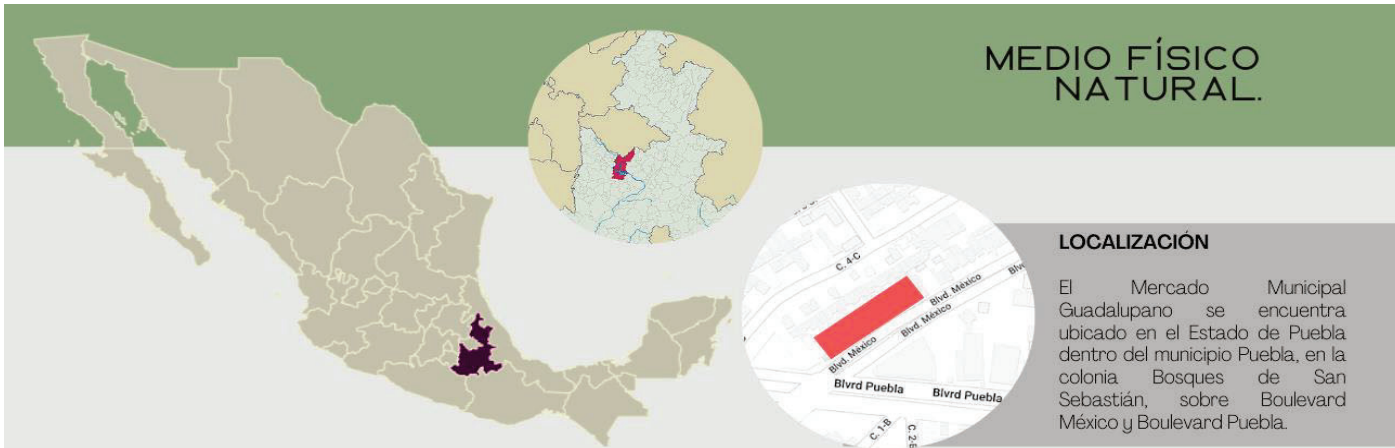 MEDIO FÍSICO
NATURAL.
LOCALIZACIÓN
El Mercado Municipal
Guadalupano se encuentra
ubicado en el Estado de Puebla
dentro del municipio Puebla, en la
colonia Bosques de San
Sebastián, sobre Boulevard
México y Boulevard Puebla.
C. 4-C
Blvd. México
Blvd. México
Blvd. México
Blvrd Puebla
Blvrd Puebla
C. 1-B